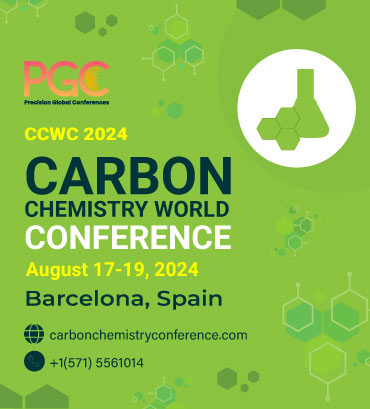 PGC
Precision Global Conferences
CCWC 2024
CARBON
CHEMISTRY WORLD
CONFERENCE
August 17-19, 2024
Barcelona, Spain
carbonchemistryconference.com
+1(571) 5561014